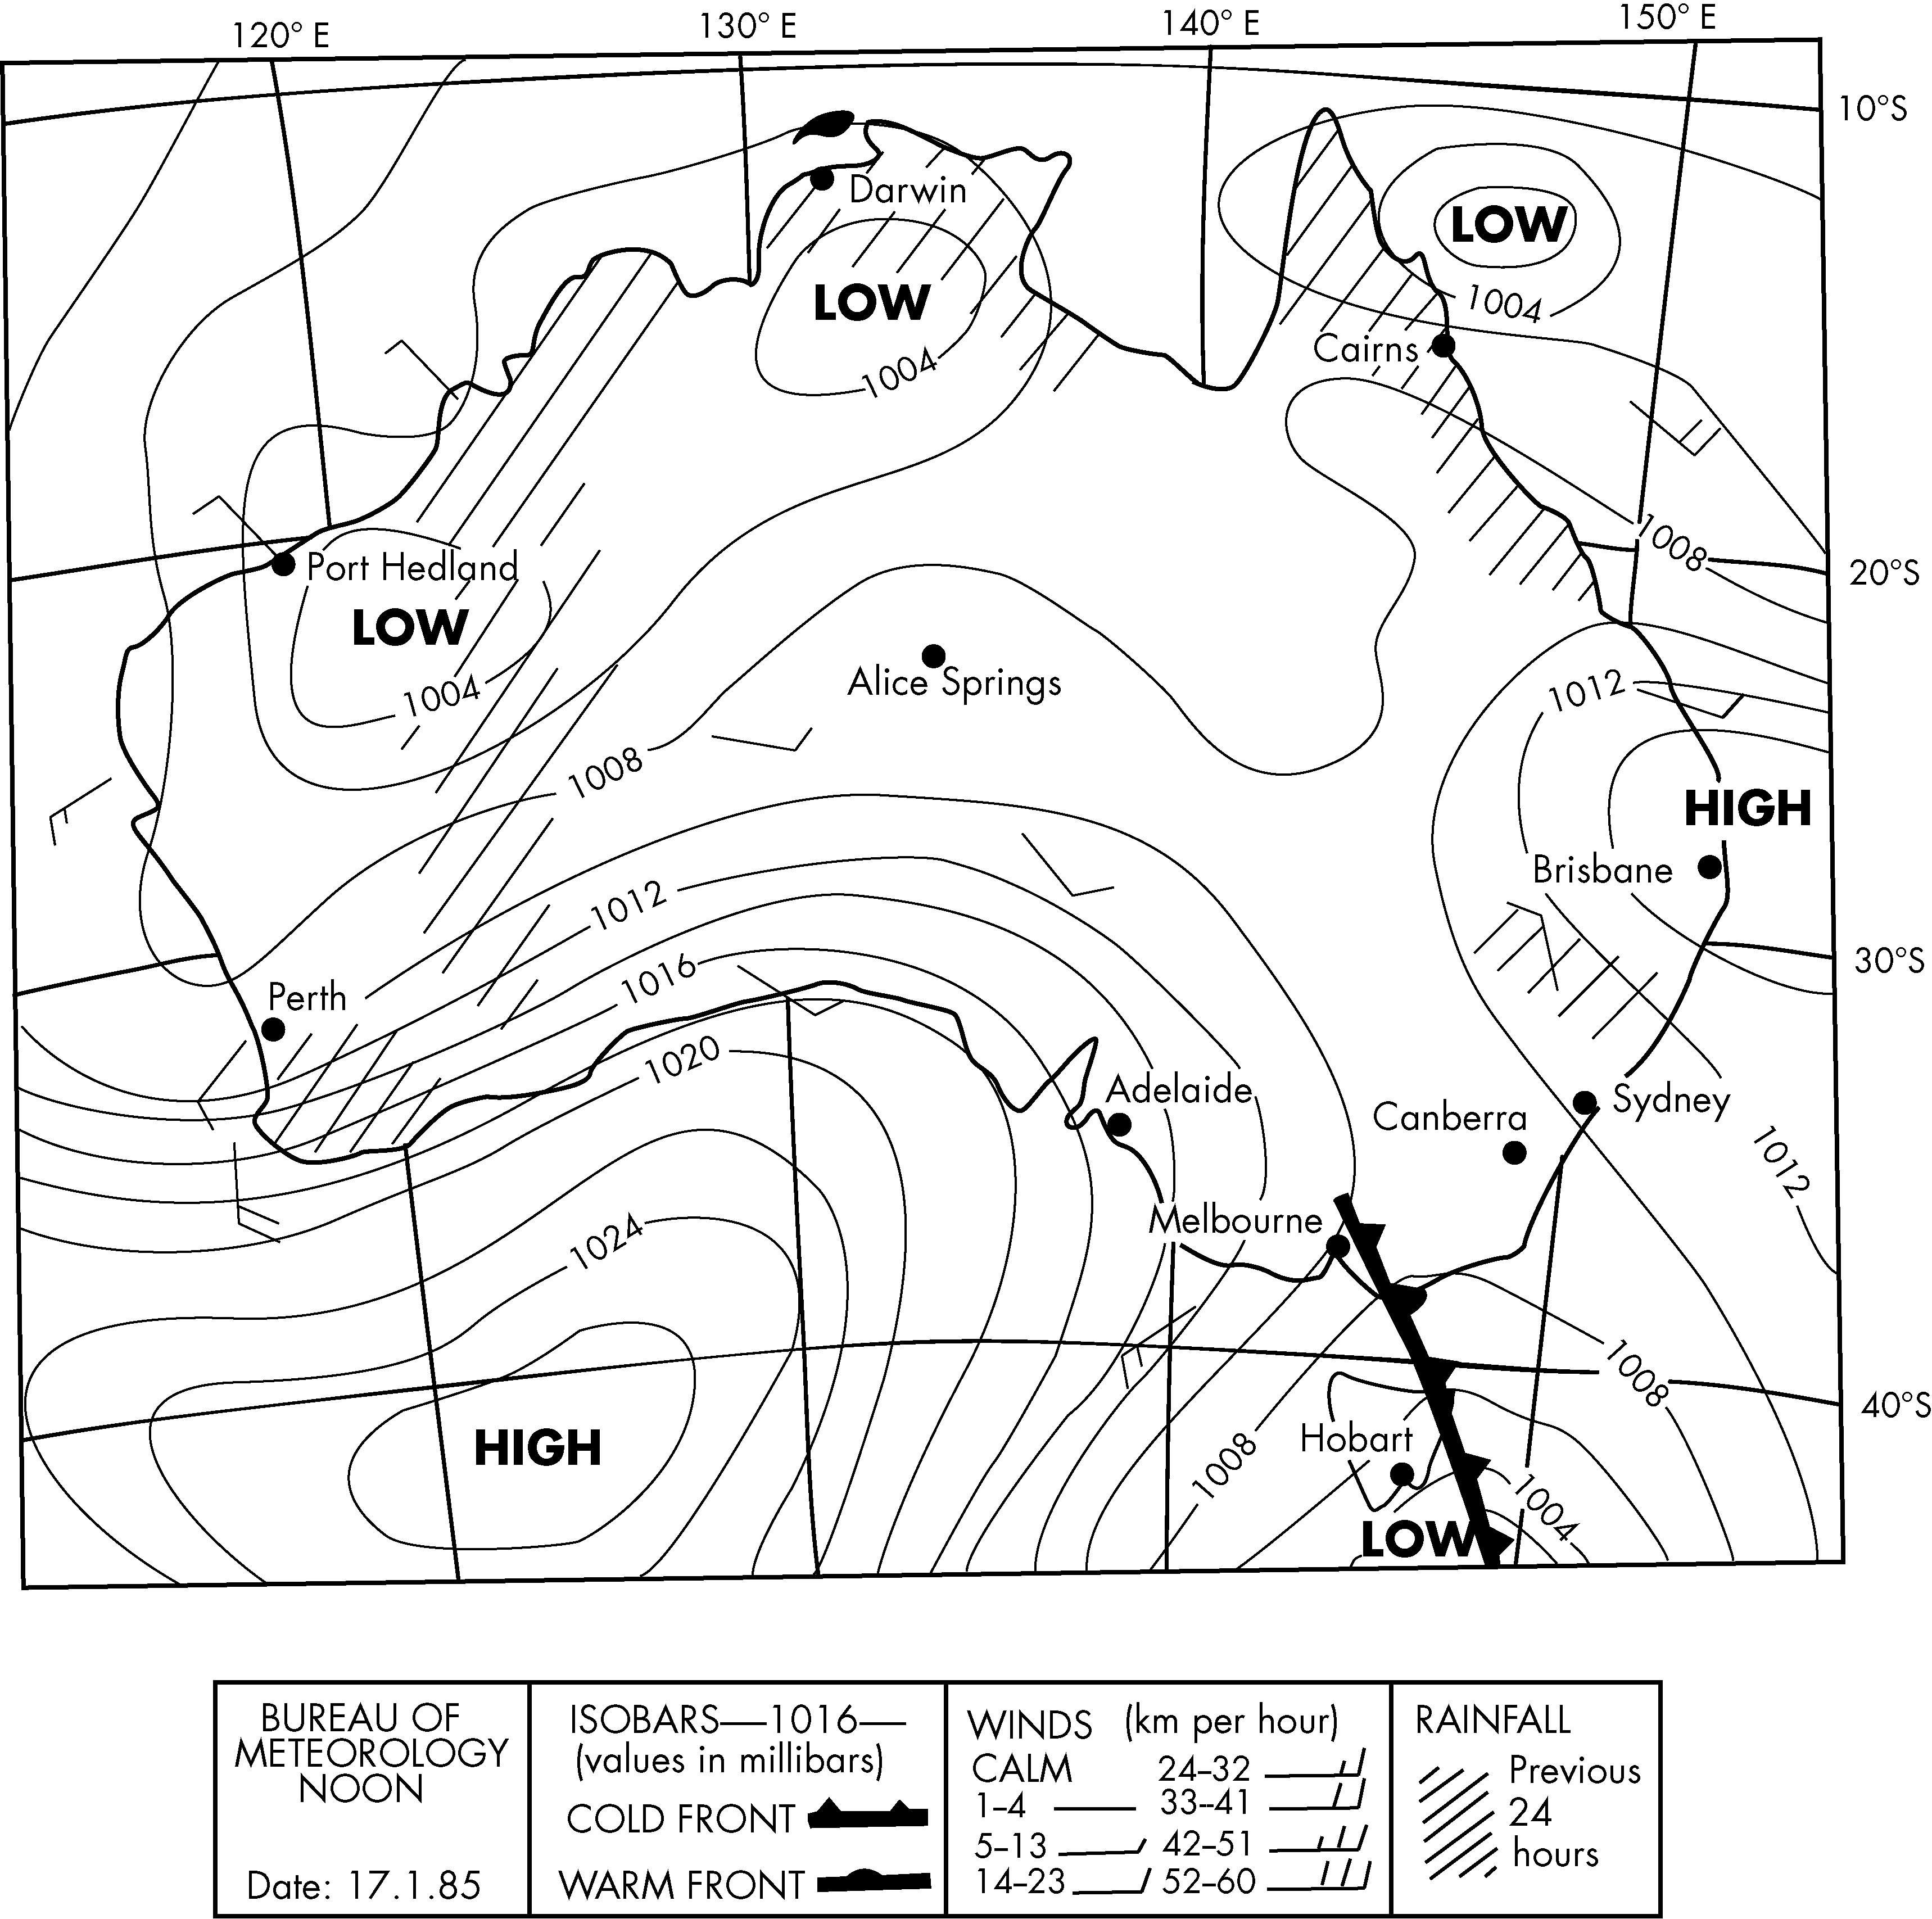 120° E
130° E
140° E
150° E
10°S
Darwin
LOW
LOW
1004
Cairns
1004
1008
20°S
Port Hedland
LOW
1004
Alice Springs
1012
1008
HIGH
Brisbane
1012
30°S
1016
Perth
1020
Adelaide
Canberra
Sydney
1012
Melbourne
1024
1008
40°S
HIGH
Hobart
1008
1004
LOW
BUREAU OF
METEOROLOGY
NOON
Date: 17.1.85
ISOBARS—1016—
(values in millibars)
COLD FRONT
WARM FRONT
WINDS (km per hour)
CALM 24–32
1–4 33--41
5–13 42–51
14–23 52–60
RAINFALL
Previous
24
hours